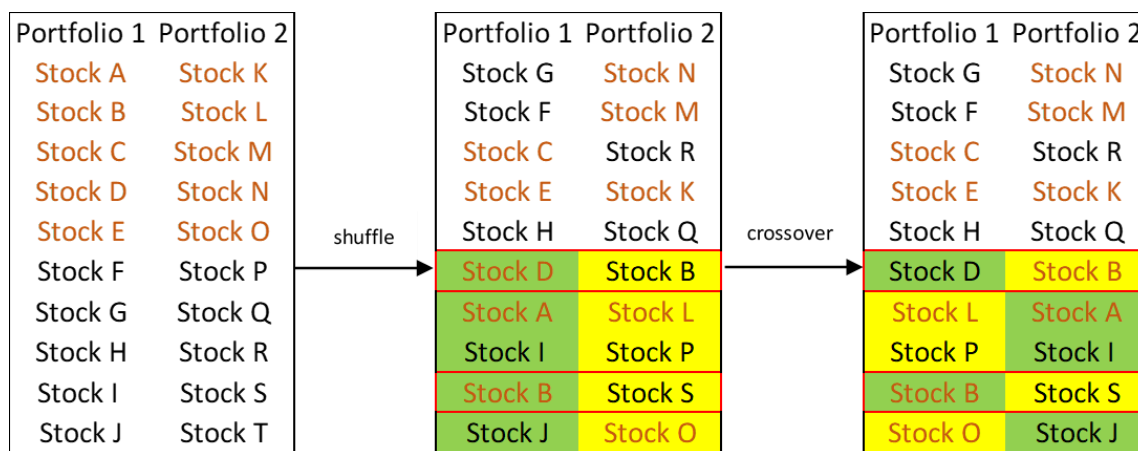 Portfolio 1 Portfolio 2 Portfolio 1 Portfolio 2 Portfolio 1 Portfolio 2
Stock A Stock K Stock G Stock N Stock G Stock N
Stock B Stock L Stock F Stock M Stock F Stock M
Stock C Stock M Stock C Stock R Stock C Stock R
Stock D Stock N Stock E Stock K Stock E Stock K
Stock E Stock O shuffle Stock H Stock Q crossover Stock H Stock Q
Stock F Stock P Stock D Stock B Stock D Stock B
Stock G Stock Q Stock A Stock L Stock L Stock A
Stock H Stock R Stock I Stock P Stock P Stock I
Stock I Stock S Stock B Stock S Stock B Stock S
Stock J Stock T Stock J Stock O Stock O Stock J